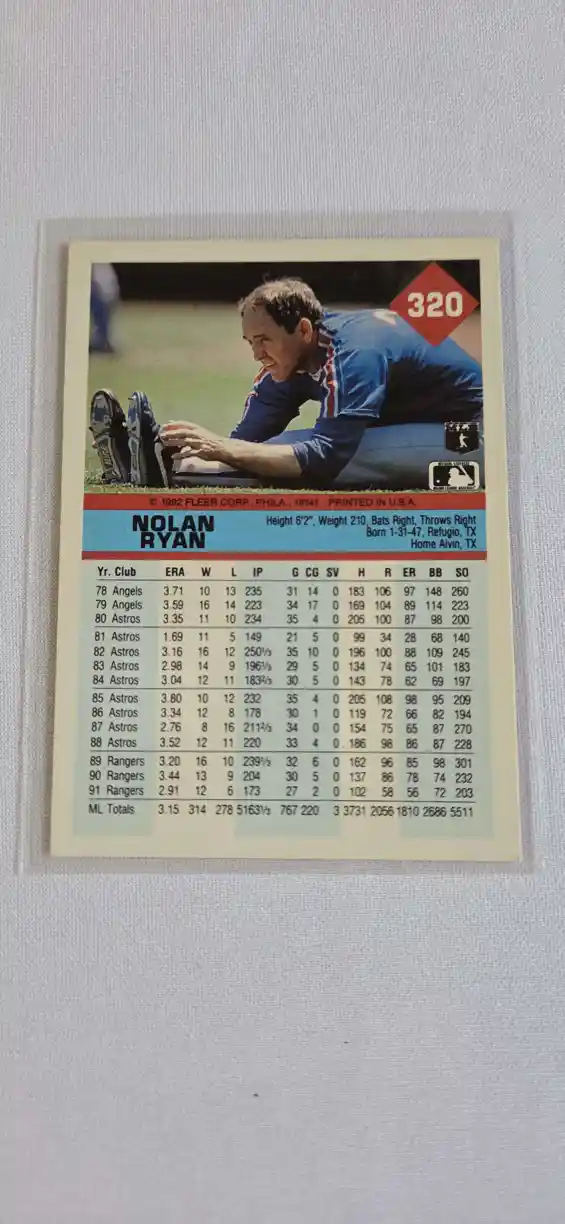 320
© 1992 FLEER CORP., PHILA., 19141 PRINTED IN U.S.A.
NOLAN
RYAN
Height 6'2", Weight 210, Bats Right, Throws Right
Born 1-31-47, Refugio, TX
Home Alvin, TX
Yr. Club ERA W L IP G CG SV H R ER BB SO
78 Angels 3.71 10 13 235 31 14 0 183 106 97 148 260
79 Angels 3.59 16 14 223 34 17 0 169 104 89 114 223
80 Astros 3.35 11 10 234 35 4 0 205 100 87 98 200
81 Astros 1.69 11 5 149 21 5 0 99 34 28 68 140
82 Astros 3.16 16 12 250⅓ 35 10 0 196 100 88 109 245
83 Astros 2.98 14 9 196⅓ 29 5 0 134 74 65 101 183
84 Astros 3.04 12 11 183⅔ 30 5 0 143 78 62 69 197
85 Astros 3.80 10 12 232 35 4 0 205 108 98 95 209
86 Astros 3.34 12 8 178 30 1 0 119 72 66 82 194
87 Astros 2.76 8 16 211⅔ 34 0 0 154 75 65 87 270
88 Astros 3.52 12 11 220 33 4 0 186 98 86 87 228
89 Rangers 3.20 16 10 239⅓ 32 6 0 162 96 85 98 301
90 Rangers 3.44 13 9 204 30 5 0 137 86 78 74 232
91 Rangers 2.91 12 6 173 27 2 0 102 58 56 72 203
ML Totals 3.15 314 278 5163⅓ 767 220 3 3731 2056 1810 2686 5511